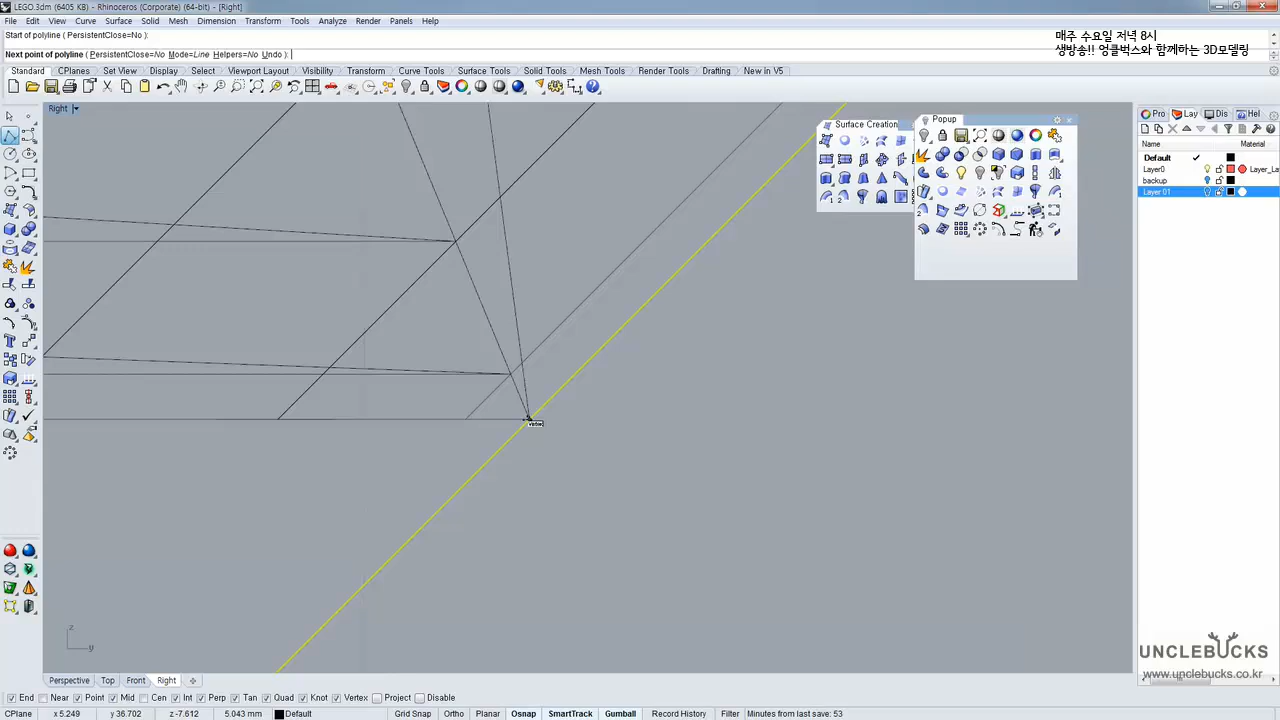 LEGO.3dm (6405 KB) - Rhinoceros (Corporate) (64-bit) - [Right]
File Edit View Curve Surface Solid Mesh Dimension Transform Tools Analyze Render Panels Help
Start of polyline ( PersistentClose=No ):
Next point of polyline ( PersistentClose=No Mode=Line Helpers=No Undo ):
매주 수요일 저녁 8시
생방송!! 엉클벅스와 함께하는 3D모델링
Standard CPlanes Set View Display Select Viewport Layout Visibility Transform Curve Tools Surface Tools Solid Tools Mesh Tools Render Tools Drafting New in V5
Right
Surface Creation
Popup
Pro Lay Dis Hel
Name Material
Default
Layer0 Layer_La
backup
Layer 01
z
y
UNCLEBUCKS
www.unclebucks.co.kr
Perspective Top Front Right
End Near Point Mid Cen Int Perp Tan Quad Knot Vertex Project Disable
CPlane x 5.249 y 36.702 z -7.612 5.043 mm Default Grid Snap Ortho Planar Osnap SmartTrack Gumball Record History Filter Minutes from last save: 53